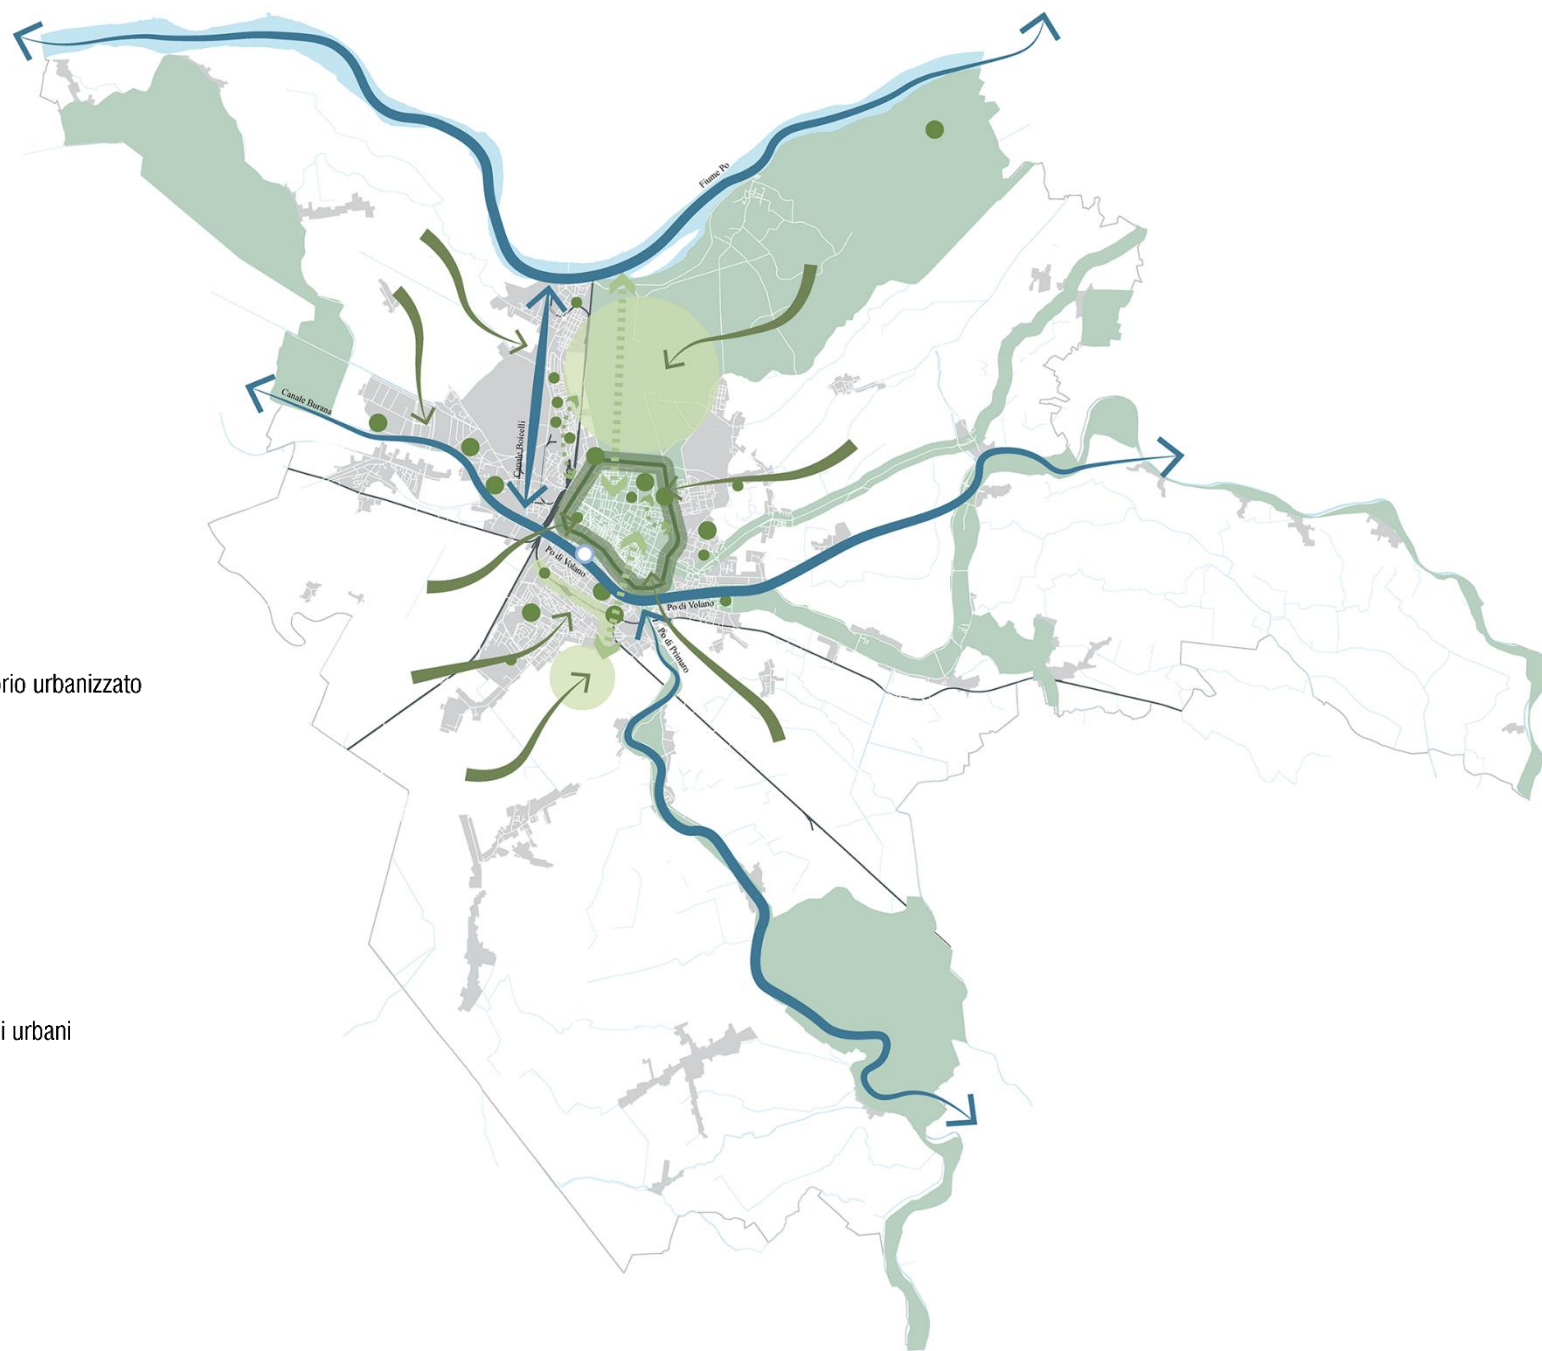 Fiume Po
Canale Burana
Canale Boicelli
Po di Volano
Po di Volano
Po di Primaro
rio urbanizzato
i urbani